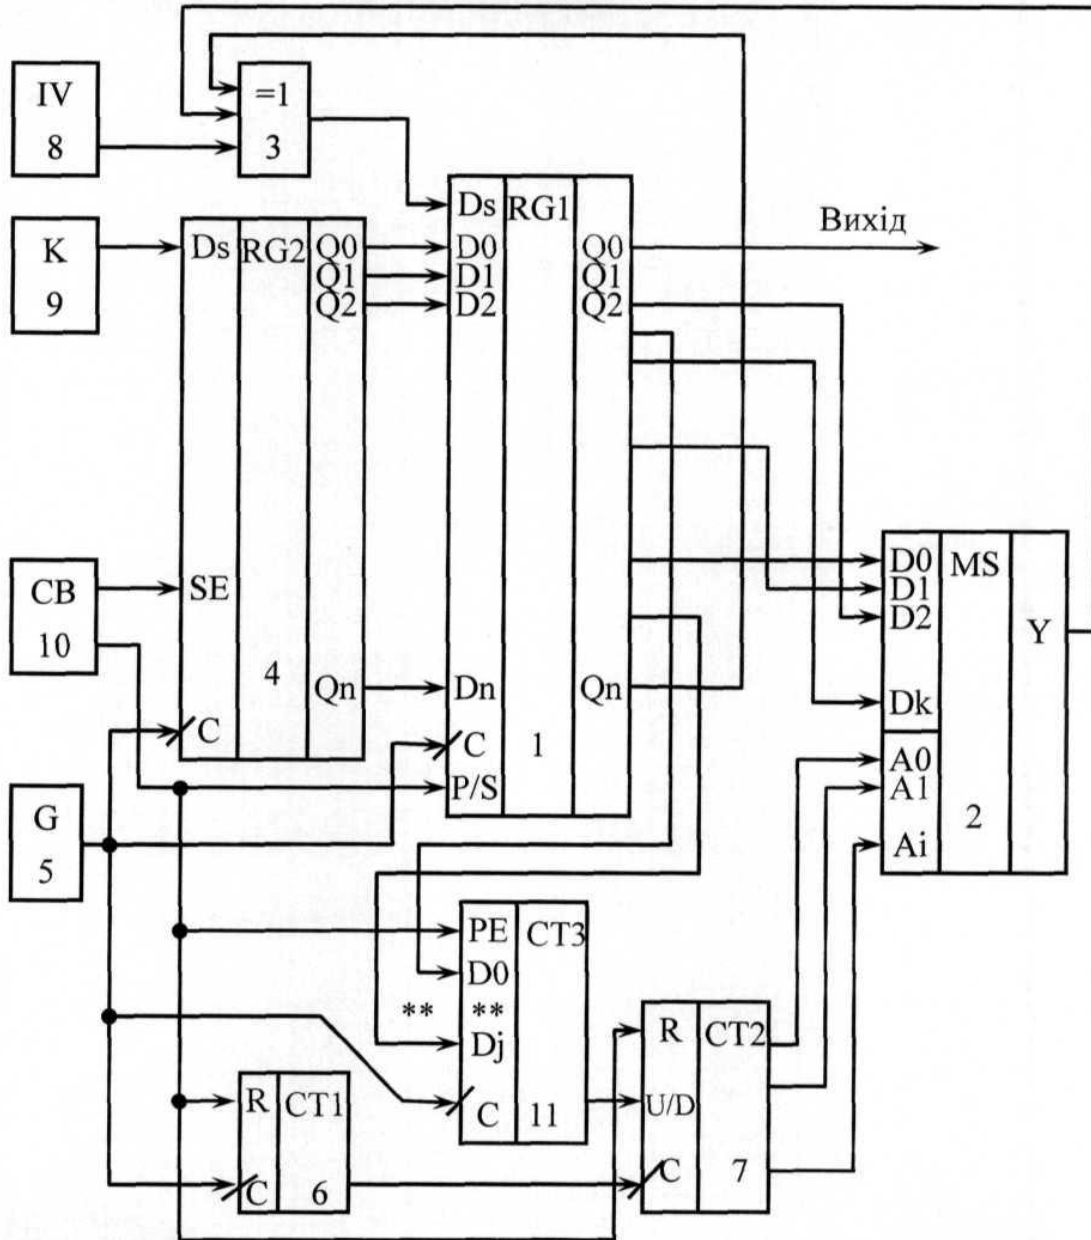 IV
8
=1
3
K
9
Ds RG2 Q0
Q1
Q2
SE
4
Qn
C
Ds RG1
D0 Q0
D1 Q1
D2 Q2
Dn Qn
C 1
P/S
Вихід
CB
10
G
5
D0 MS
D1
D2
Y
Dk
A0
A1
2
Ai
PE CT3
D0
** **
Dj
C 11
R CT2
U/D
C 7
R CT1
C 6